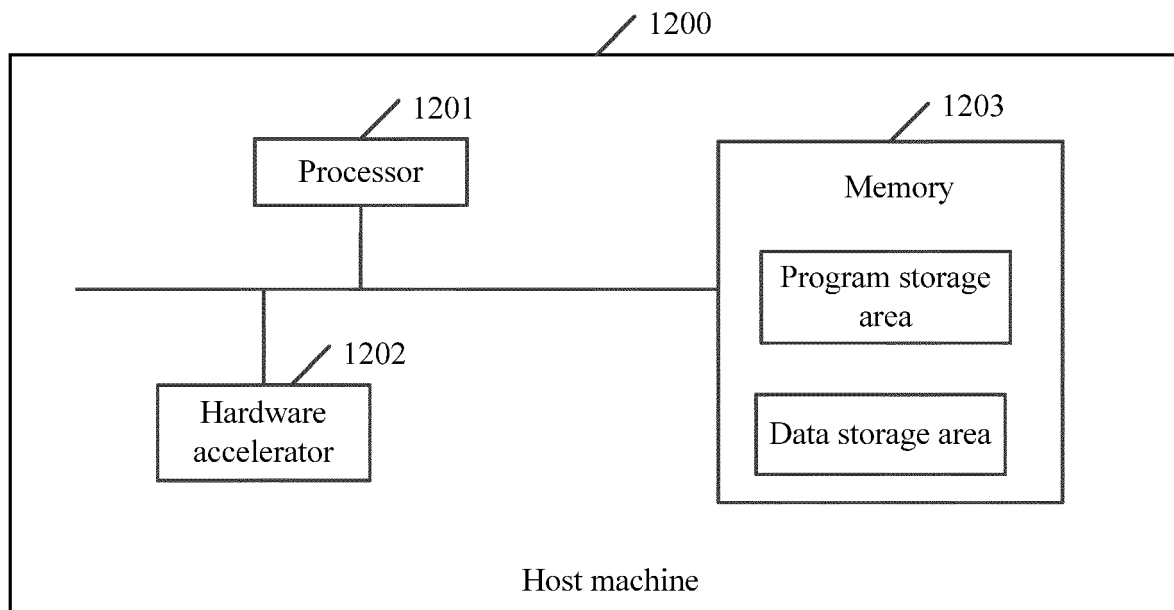 1200
1201
1203
Processor
Memory
Program storage
area
1202
Hardware
accelerator
Data storage area
Host machine